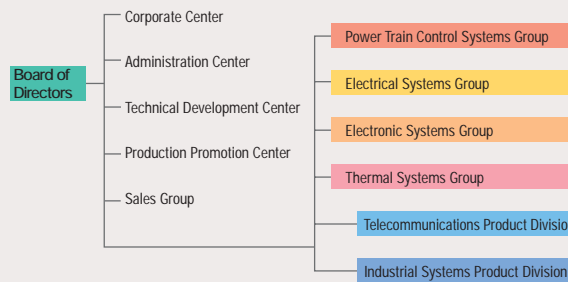 Corporate Center
Administration Center
Board of
Directors
Technical Development Center
Production Promotion Center
Sales Group
Power Train Control Systems Group
Electrical Systems Group
Electronic Systems Group
Thermal Systems Group
Telecommunications Product Divisio
Industrial Systems Product Division